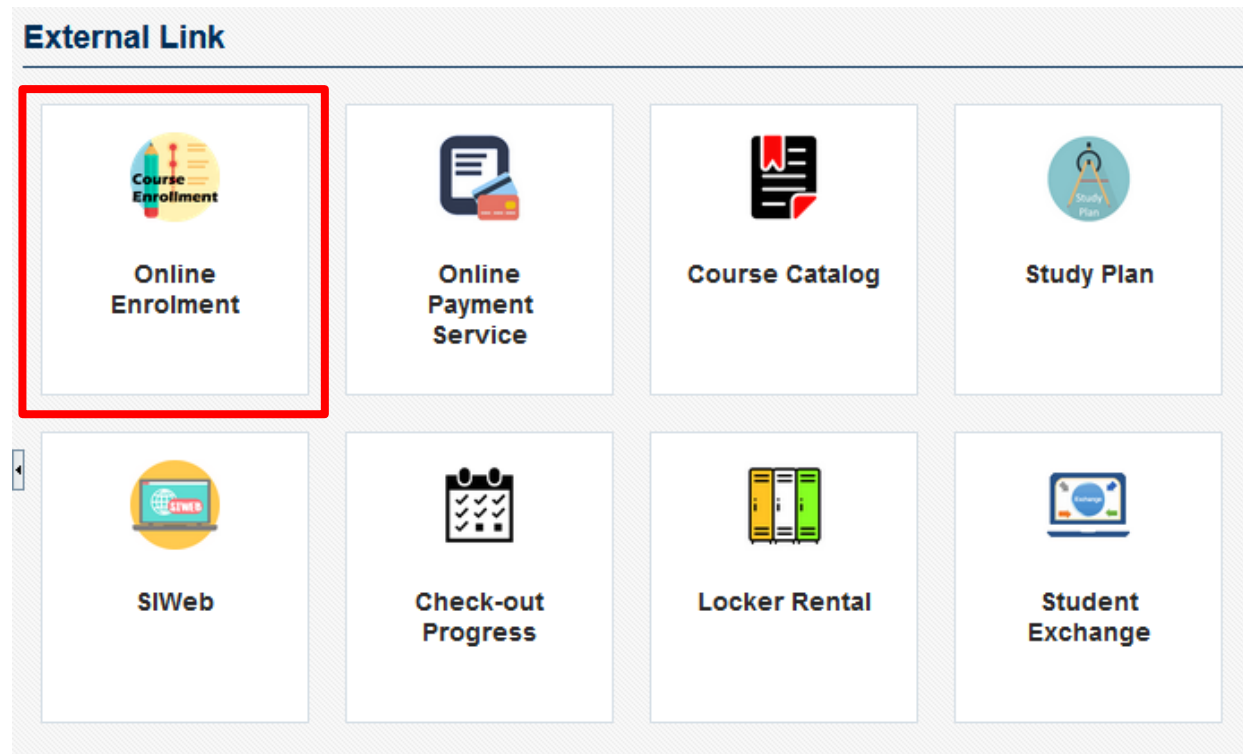 External Link
Course
Enrollment
Online
Enrolment
Online
Payment
Service
Course Catalog
Study
Plan
Study Plan
SIWEB
SIWeb
Check-out
Progress
Locker Rental
Exchange
Student
Exchange